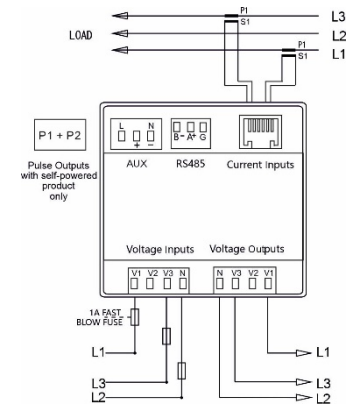 P1
L3
S1
LOAD
L2
P1
L1
S1
P1 + P2
L N
+ −
B− A+ G
AUX RS485 Current Inputs
Pulse Outputs
with self-powered
product
only
Voltage Inputs Voltage Outputs
V1 V2 V3 N N V3 V2 V1
1A FAST
BLOW FUSE
L1 L1
L3 L3
L2 L2